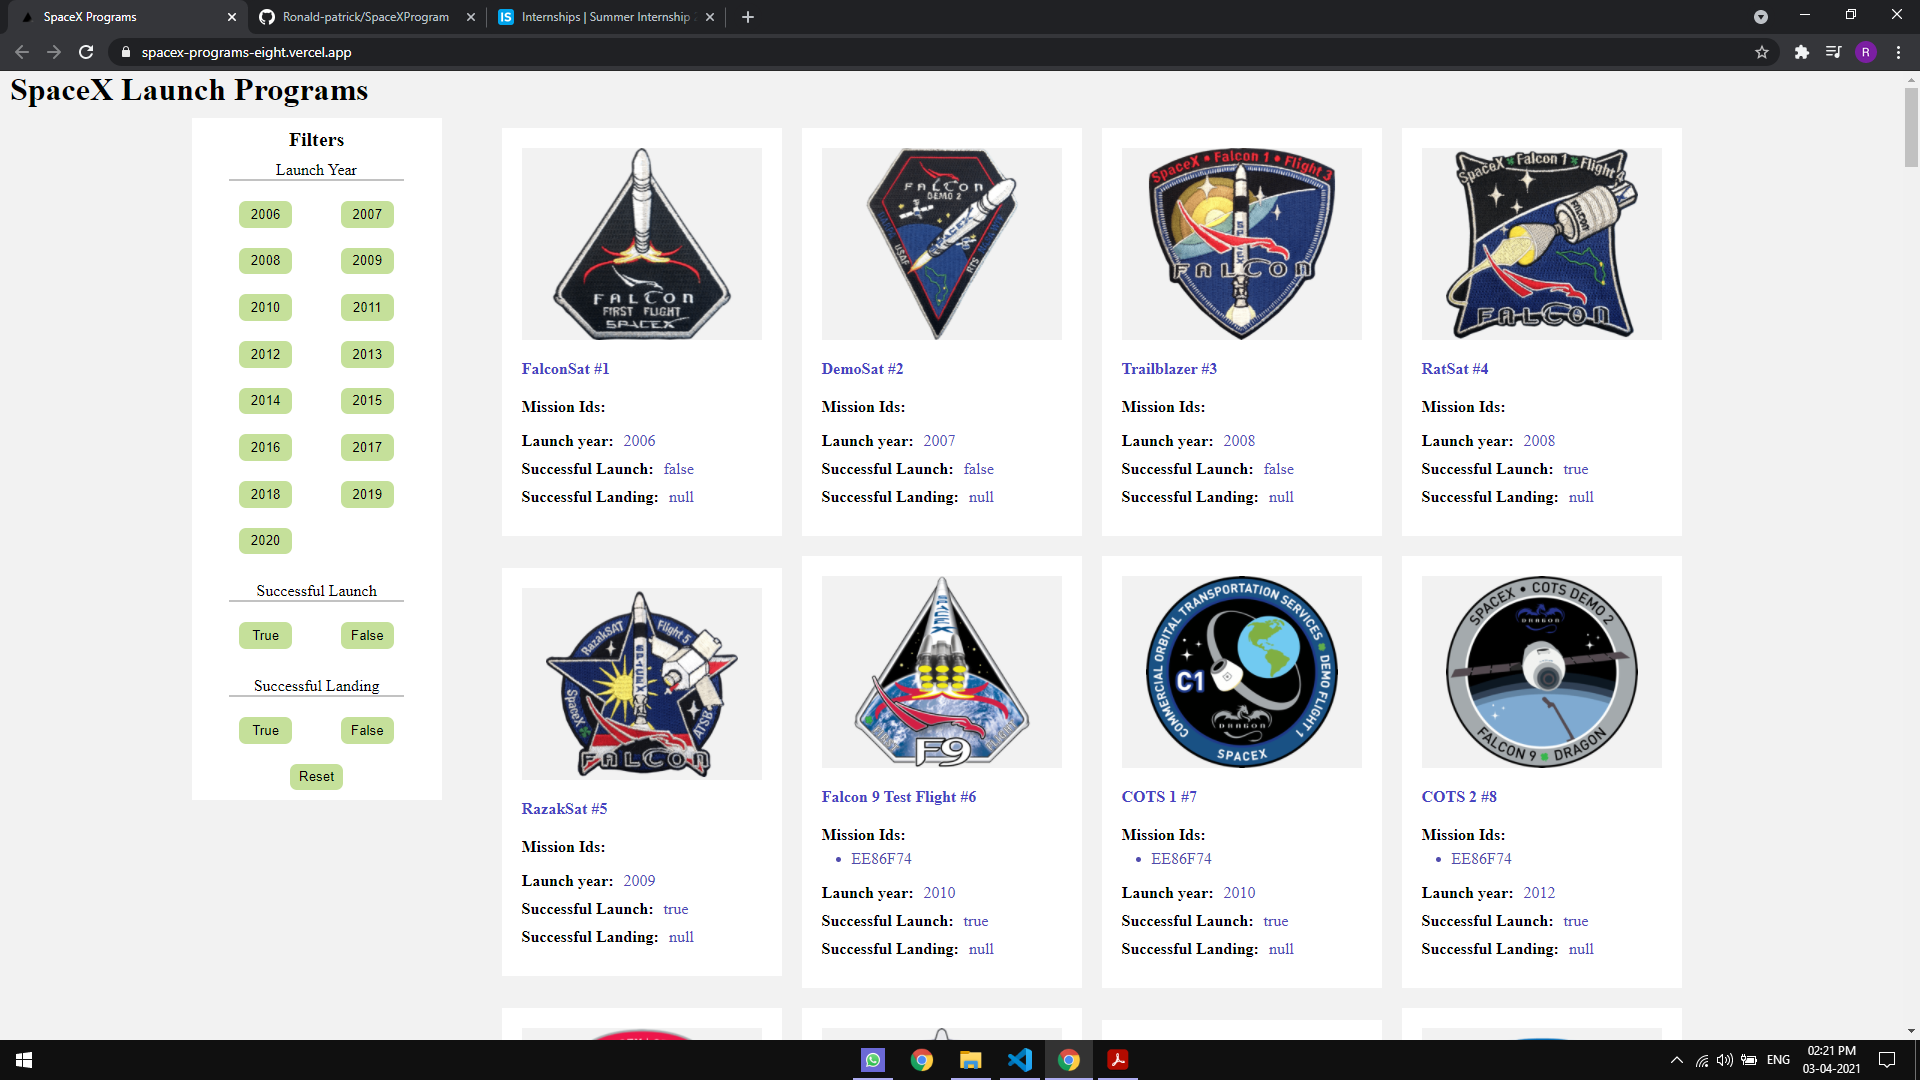 SpaceX Programs
Ronald-patrick/SpaceXProgram
Internships | Summer Internship
spacex-programs-eight.vercel.app
R
SpaceX Launch Programs
Filters
Launch Year
2006 2007
2008 2009
2010 2011
2012 2013
2014 2015
2016 2017
2018 2019
2020
Successful Launch
True False
Successful Landing
True False
Reset
FALCON
FIRST FLIGHT
SPACEX
FalconSat #1
Mission Ids:
Launch year: 2006
Successful Launch: false
Successful Landing: null
FALCON
DEMO 2
SPACEX
USAF
RTS
DemoSat #2
Mission Ids:
Launch year: 2007
Successful Launch: false
Successful Landing: null
SpaceX • Falcon 1 • Flight 3
SPACEX
FALCON
Trailblazer #3
Mission Ids:
Launch year: 2008
Successful Launch: false
Successful Landing: null
SpaceX Falcon 1 Flight 4
FALCON
FALCON
RatSat #4
Mission Ids:
Launch year: 2008
Successful Launch: true
Successful Landing: null
RazakSAT Flight 5
SPACEX
SpaceX
ATSB
FALCON
RazakSat #5
Mission Ids:
Launch year: 2009
Successful Launch: true
Successful Landing: null
SPACEX
FIRST FLIGHT
F9
Falcon 9 Test Flight #6
Mission Ids:
• EE86F74
Launch year: 2010
Successful Launch: true
Successful Landing: null
COMMERCIAL ORBITAL TRANSPORTATION SERVICES DEMO FLIGHT 1
C1
DRAGON
SPACEX
COTS 1 #7
Mission Ids:
• EE86F74
Launch year: 2010
Successful Launch: true
Successful Landing: null
SPACEX • COTS DEMO 2
DRAGON
FALCON 9 DRAGON
COTS 2 #8
Mission Ids:
• EE86F74
Launch year: 2012
Successful Launch: true
Successful Landing: null
ENG
02:21 PM
03-04-2021